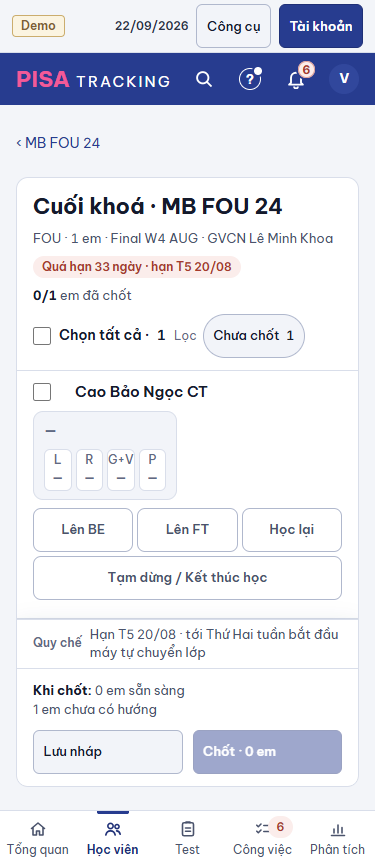 Demo
22/09/2026
Công cụ
Tài khoản
PISA TRACKING
?
6
V
‹ MB FOU 24
Cuối khoá · MB FOU 24
FOU · 1 em · Final W4 AUG · GVCN Lê Minh Khoa
Quá hạn 33 ngày · hạn T5 20/08
0/1 em đã chốt
Chọn tất cả · 1 Lọc Chưa chốt 1
Cao Bảo Ngọc CT
–
L R G+V P
– – – –
Lên BE
Lên FT
Học lại
Tạm dừng / Kết thúc học
Quy chế
Hạn T5 20/08 · tới Thứ Hai tuần bắt đầu
máy tự chuyển lớp
Khi chốt: 0 em sẵn sàng
1 em chưa có hướng
Lưu nháp
Chốt · 0 em
Tổng quan
Học viên
Test
6
Công việc
Phân tích